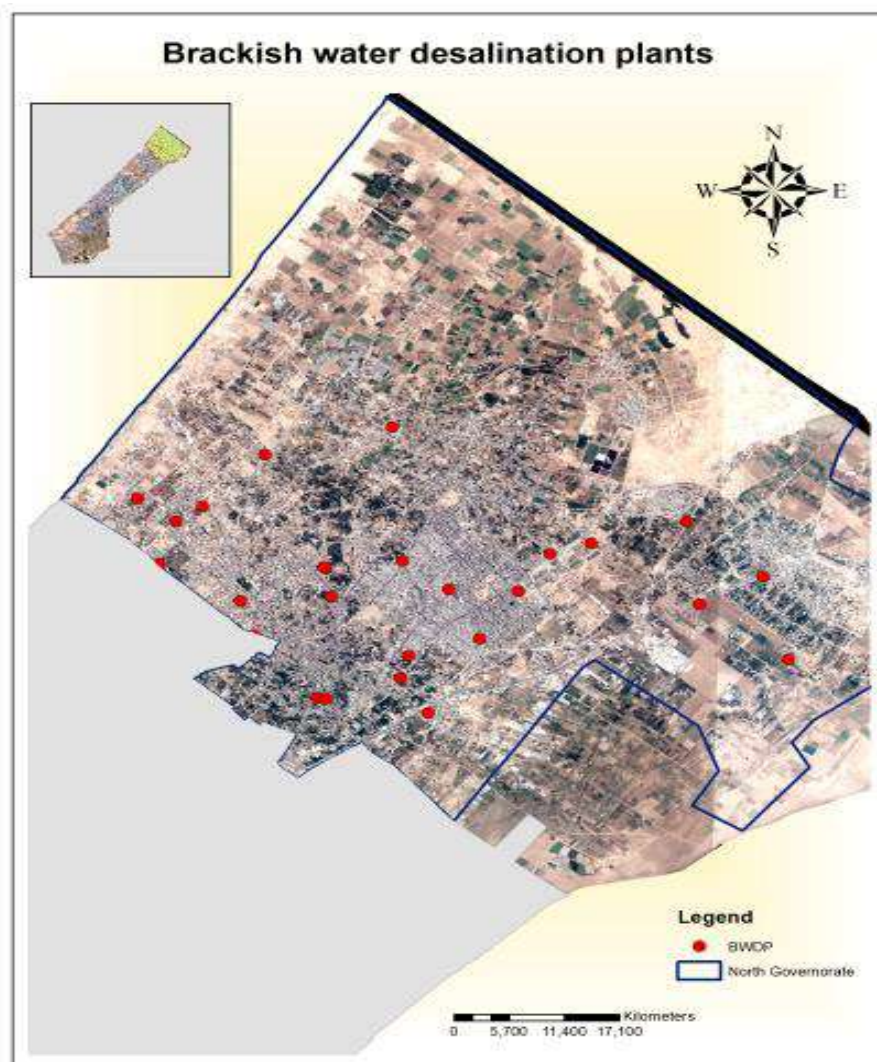 Brackish water desalination plants
N
W E
S
Legend
BWDP
North Governorate
Kilometers
0 5,700 11,400 17,100